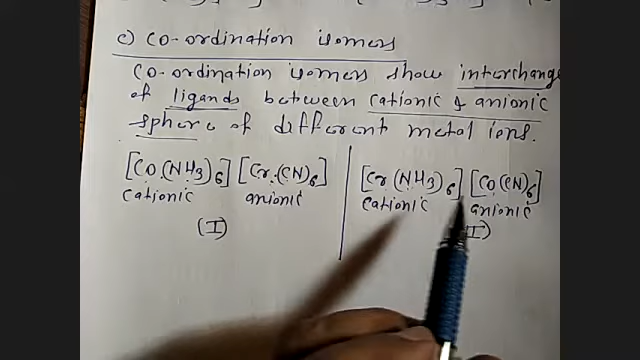 c) CO-ordination isomers
CO-ordination isomers show interchang
of ligands between cationic & anionic
sphere of different metal ions.
[CO(NH3)6] [Cr(CN)6] [Cr(NH3)6] [CO(CN)6]
cationic anionic cationic anionic
(I)